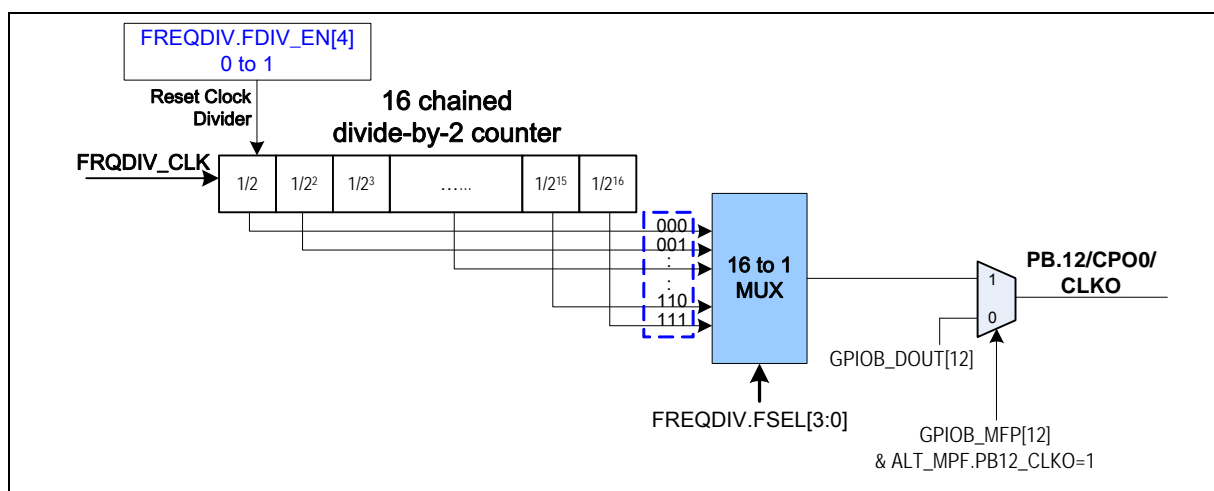 FREQDIV.FDIV_EN[4]
0 to 1
Reset Clock
Divider
16 chained
divide-by-2 counter
FRQDIV_CLK
1/2 1/2² 1/2³ …... 1/2¹⁵ 1/2¹⁶
000
001
:
:
110
111
16 to 1
MUX
FREQDIV.FSEL[3:0]
1
0
PB.12/CPO0/
CLKO
GPIOB_DOUT[12]
GPIOB_MFP[12]
& ALT_MPF.PB12_CLKO=1